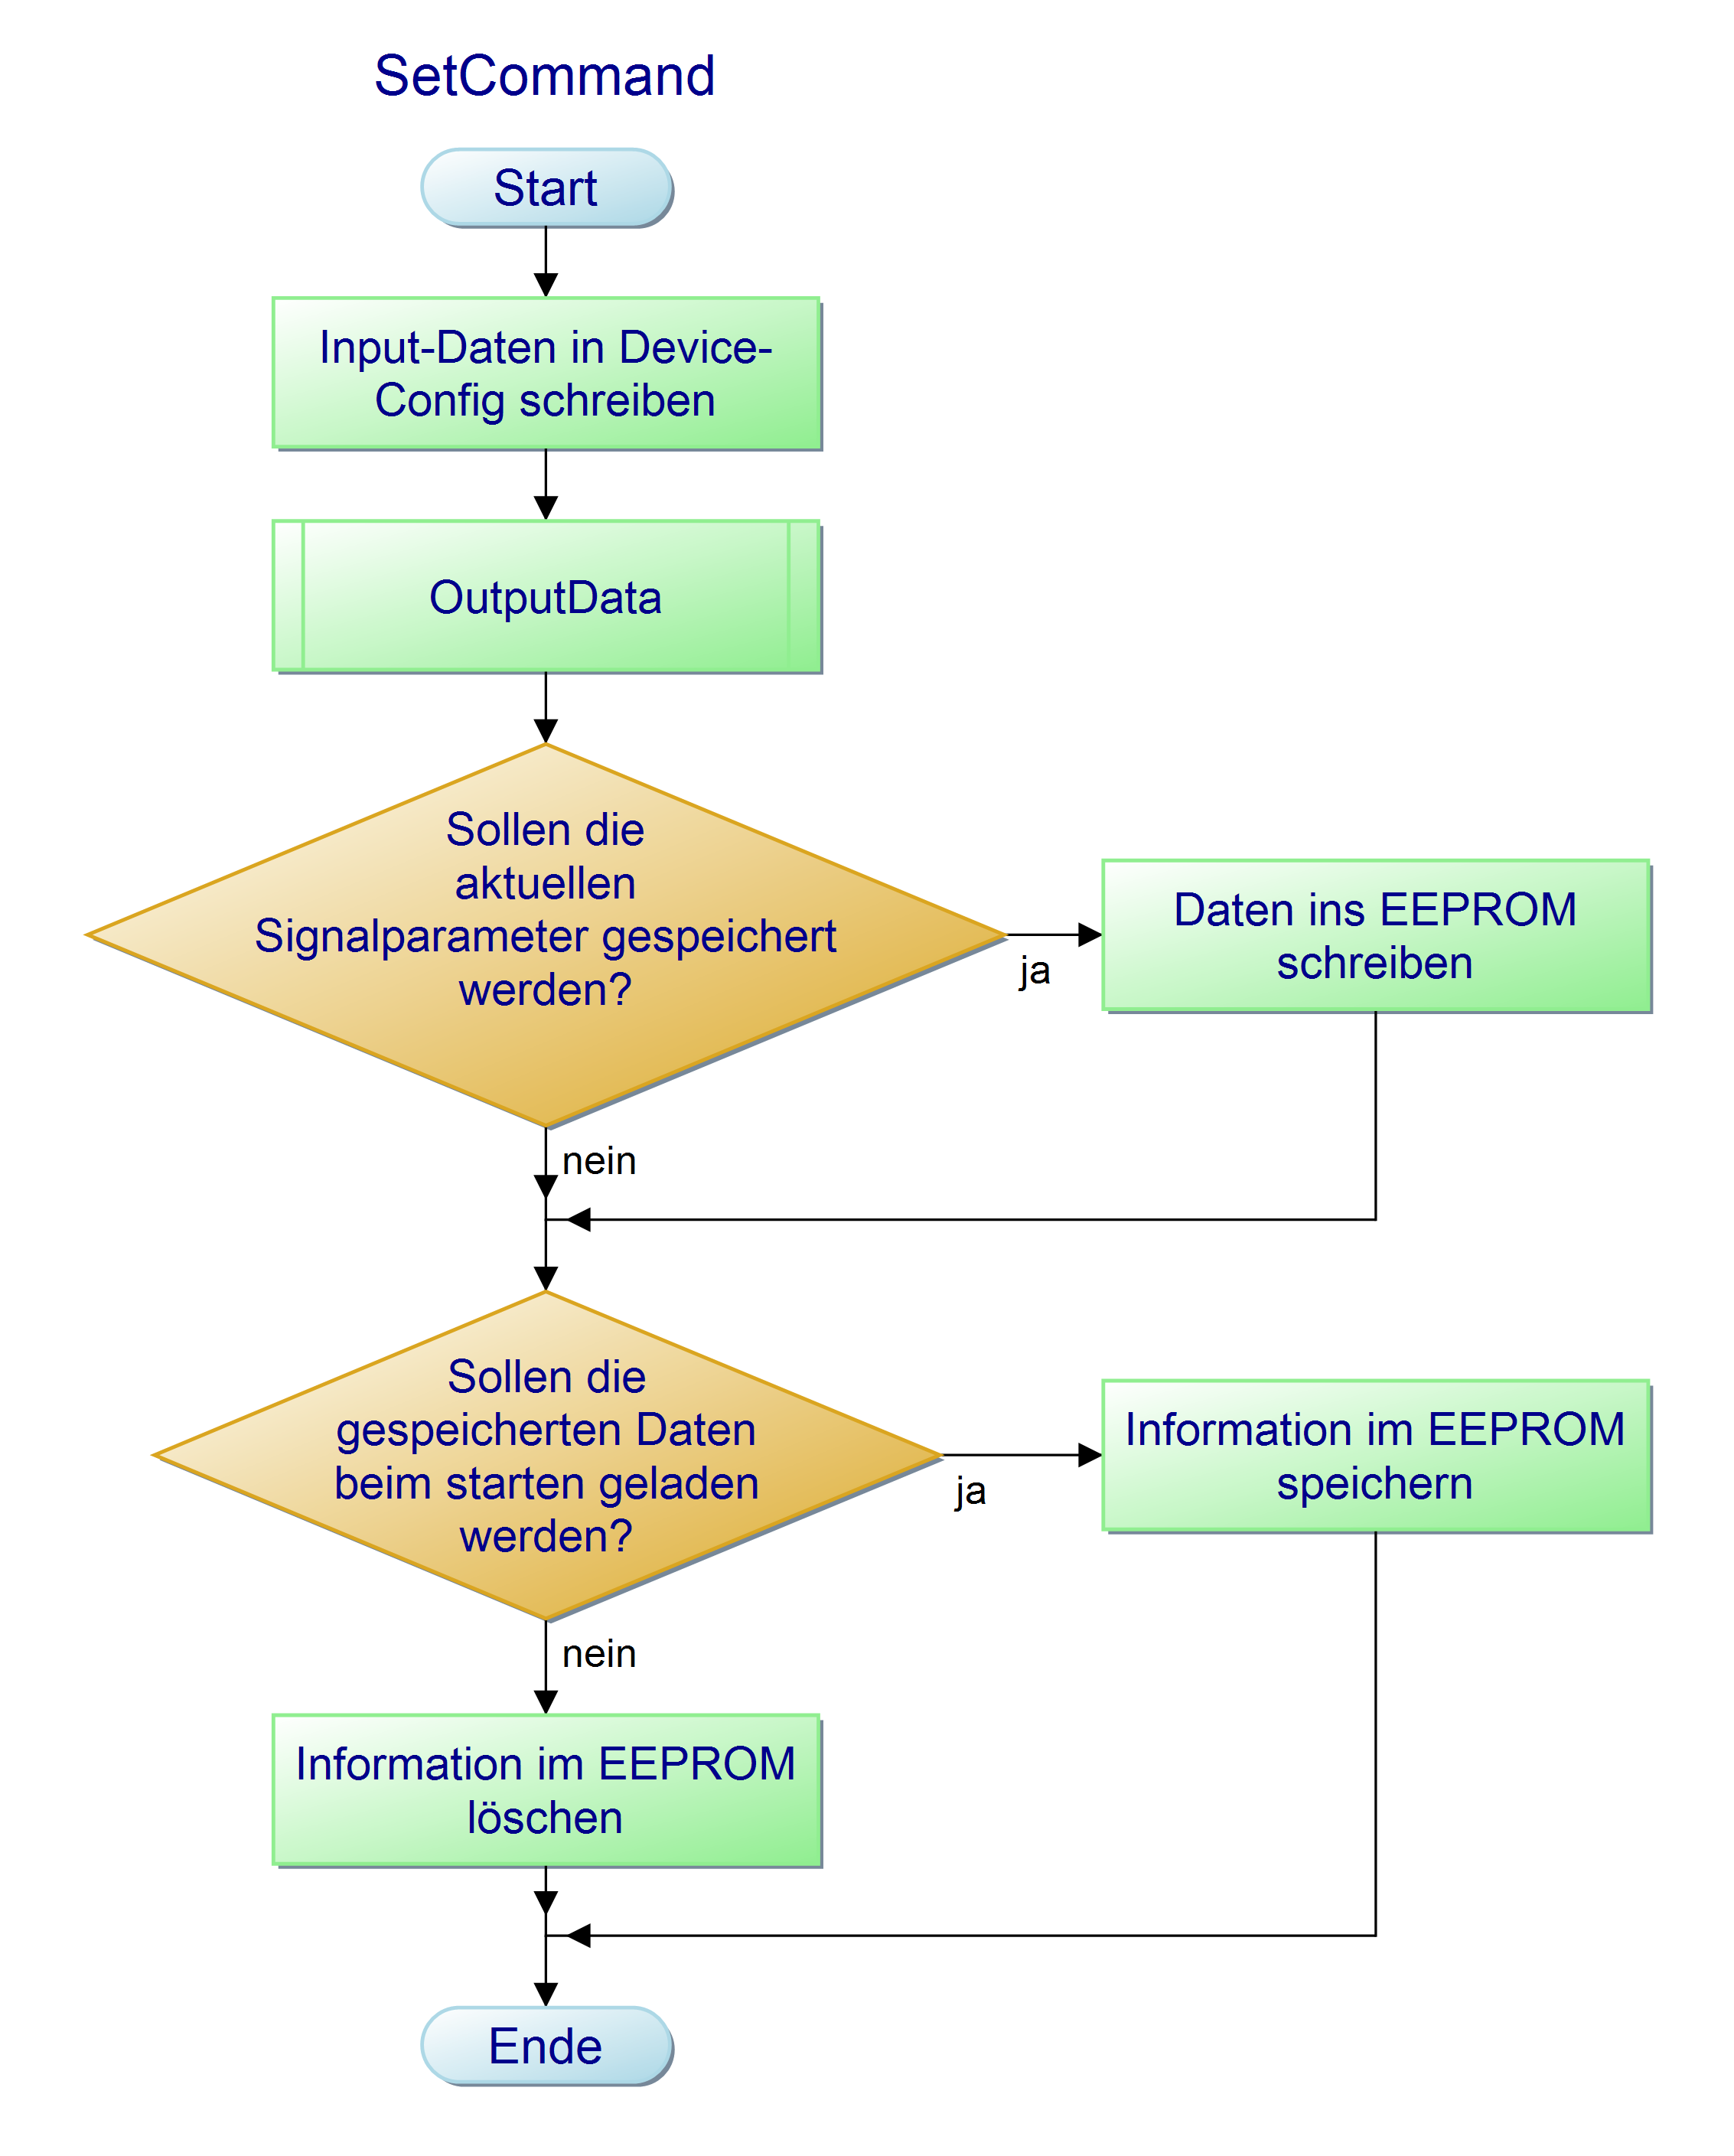 SetCommand
Start
Input-Daten in Device-
Config schreiben
OutputData
Sollen die
aktuellen
Signalparameter gespeichert
werden?
ja
Daten ins EEPROM
schreiben
nein
Sollen die
gespeicherten Daten
beim starten geladen
werden?
ja
Information im EEPROM
speichern
nein
Information im EEPROM
löschen
Ende